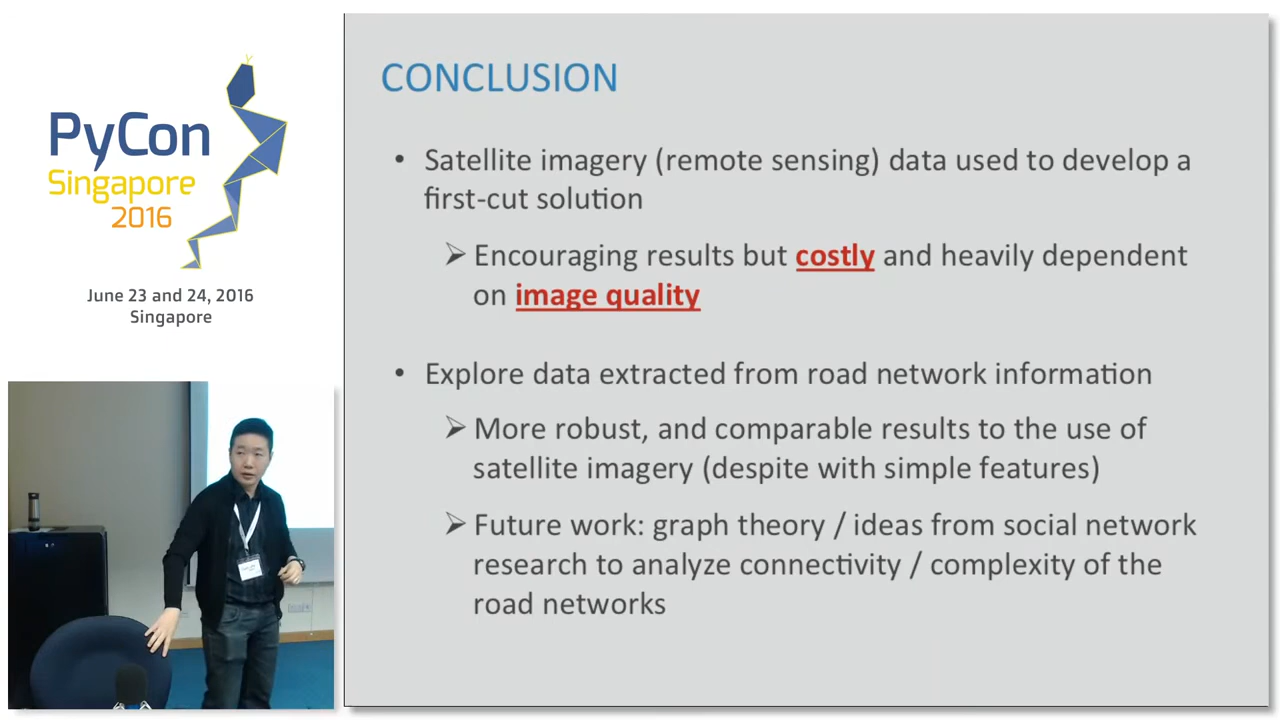 PyCon
Singapore
2016
June 23 and 24, 2016
Singapore
CONCLUSION
• Satellite imagery (remote sensing) data used to develop a
first-cut solution
➢ Encouraging results but costly and heavily dependent
on image quality
• Explore data extracted from road network information
➢ More robust, and comparable results to the use of
satellite imagery (despite with simple features)
➢ Future work: graph theory / ideas from social network
research to analyze connectivity / complexity of the
road networks